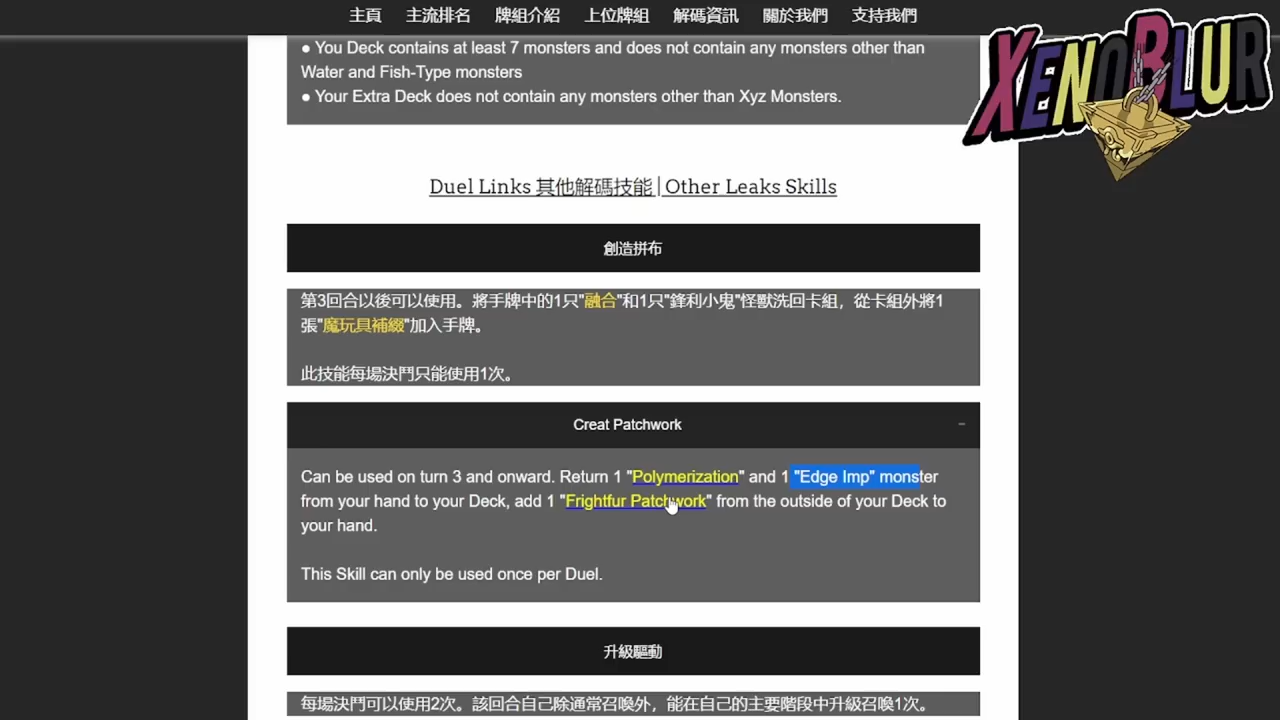 主頁 主流排名 牌組介紹 上位牌組 解碼資訊 關於我們 支持我們
XENOBLUR
● You Deck contains at least 7 monsters and does not contain any monsters other than
Water and Fish-Type monsters
● Your Extra Deck does not contain any monsters other than Xyz Monsters.
Duel Links 其他解碼技能 | Other Leaks Skills
創造拼布
第3回合以後可以使用。將手牌中的1只"融合"和1只"鋒利小鬼"怪獸洗回卡組，從卡組外將1
張"魔玩具補綴"加入手牌。
此技能每場決鬥只能使用1次。
Creat Patchwork −
Can be used on turn 3 and onward. Return 1 "Polymerization" and 1 "Edge Imp" monster
from your hand to your Deck, add 1 "Frightfur Patchwork" from the outside of your Deck to
your hand.
This Skill can only be used once per Duel.
升級驅動
每場決鬥可以使用2次。該回合自己除通常召喚外，能在自己的主要階段中升級召喚1次。